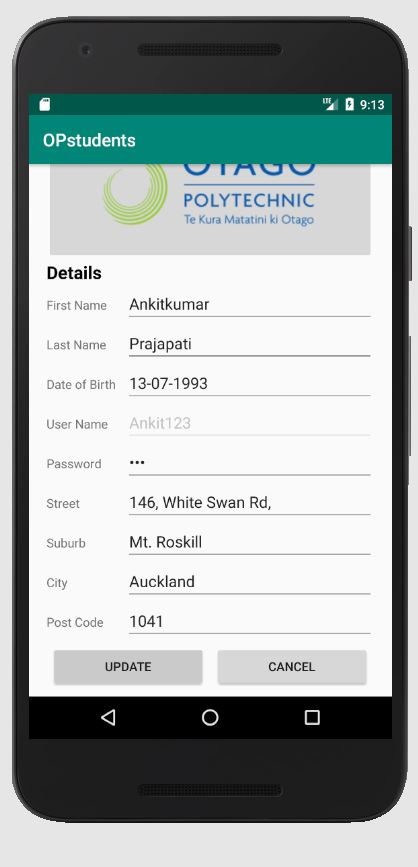 LTE 9:13
OPstudents
OTAGO
POLYTECHNIC
Te Kura Matatini ki Otago
Details
First Name Ankitkumar
Last Name Prajapati
Date of Birth 13-07-1993
User Name Ankit123
Password •••
Street 146, White Swan Rd,
Suburb Mt. Roskill
City Auckland
Post Code 1041
UPDATE CANCEL